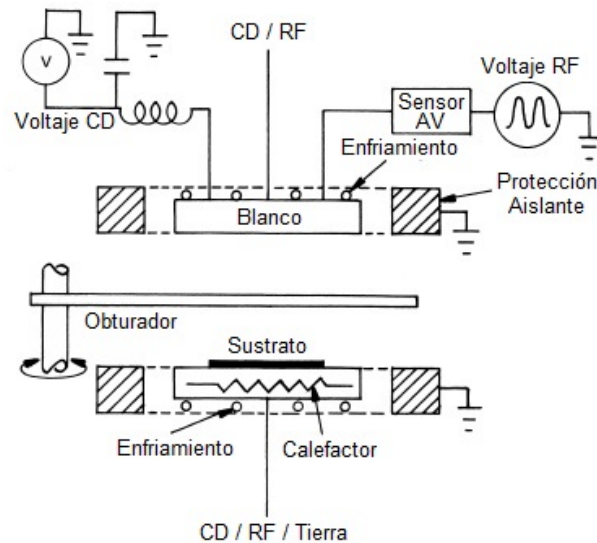 CD / RF
Voltaje RF
V
Sensor
AV
Voltaje CD
Enfriamiento
Protección
Aislante
Blanco
Obturador
Sustrato
Enfriamiento
Calefactor
CD / RF / Tierra